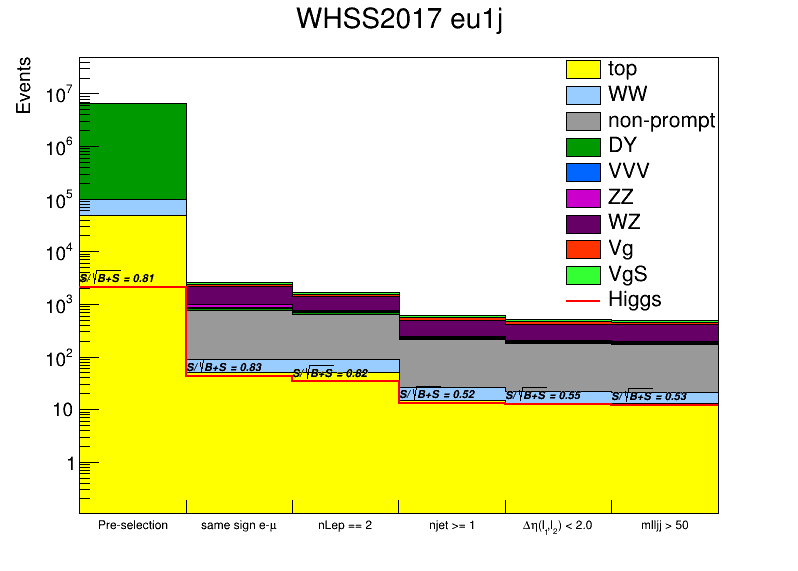 WHSS2017 eu1j
Events
10⁷
10⁶
10⁵
10⁴
10³
10²
10
1
top
WW
non-prompt
DY
VVV
ZZ
WZ
Vg
VgS
Higgs
S/√B+S = 0.81
S/√B+S = 0.83
S/√B+S = 0.82
S/√B+S = 0.52
S/√B+S = 0.55
S/√B+S = 0.53
Pre-selection
same sign e-μ
nLep == 2
njet >= 1
Δη(l₁,l₂) < 2.0
mlljj > 50